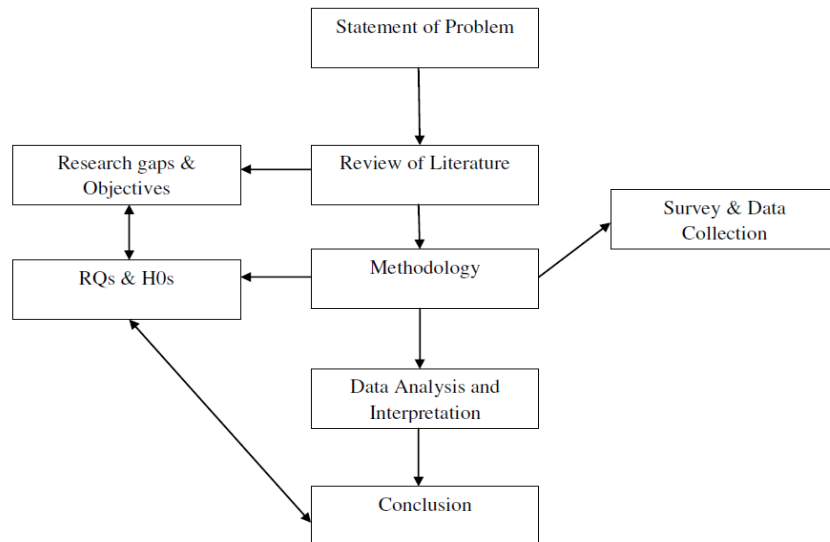 Statement of Problem
Research gaps &
Objectives
Review of Literature
Survey & Data
Collection
RQs & H0s
Methodology
Data Analysis and
Interpretation
Conclusion